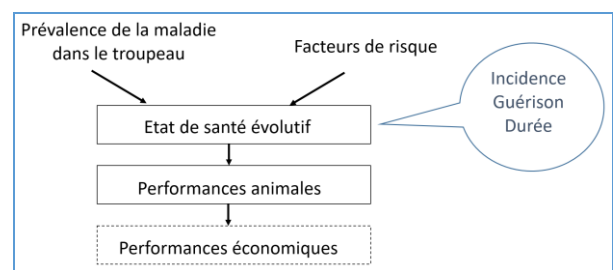 Prévalence de la maladie
dans le troupeau
Facteurs de risque
Incidence
Guérison
Durée
Etat de santé évolutif
Performances animales
Performances économiques